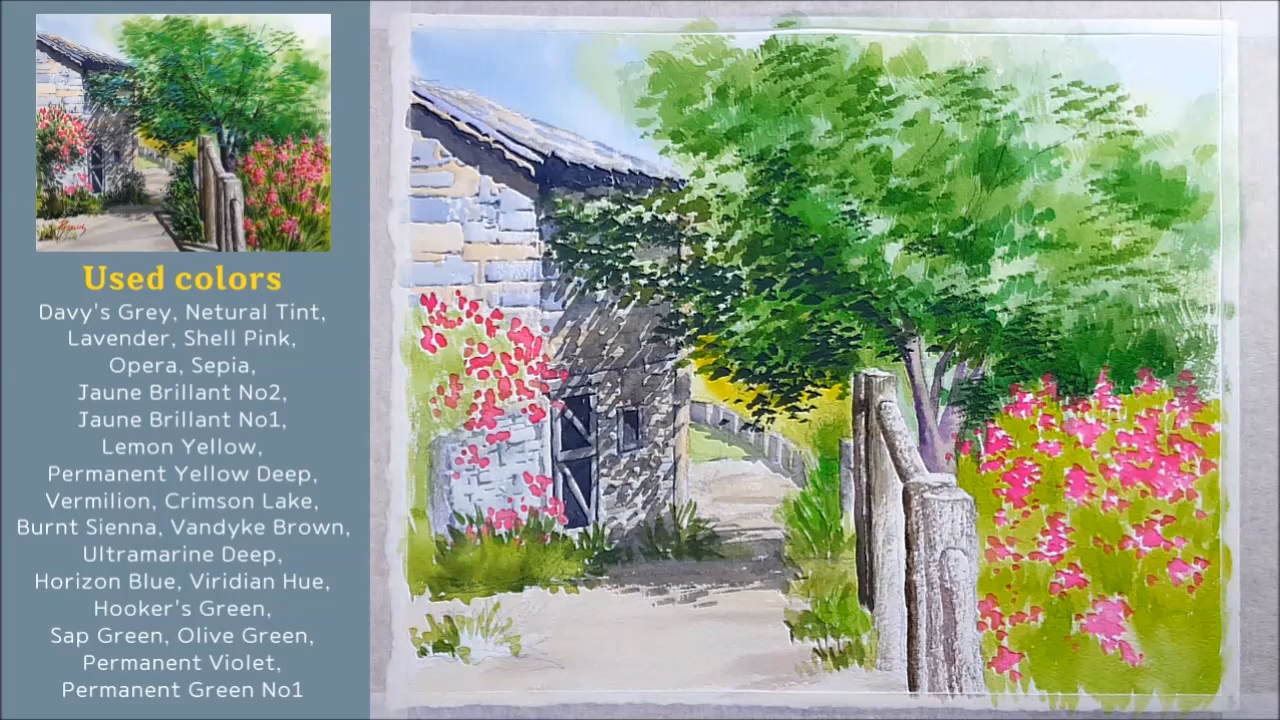 Used colors
Davy's Grey, Netural Tint,
Lavender, Shell Pink,
Opera, Sepia,
Jaune Brillant No2,
Jaune Brillant No1,
Lemon Yellow,
Permanent Yellow Deep,
Vermilion, Crimson Lake,
Burnt Sienna, Vandyke Brown,
Ultramarine Deep,
Horizon Blue, Viridian Hue,
Hooker's Green,
Sap Green, Olive Green,
Permanent Violet,
Permanent Green No1